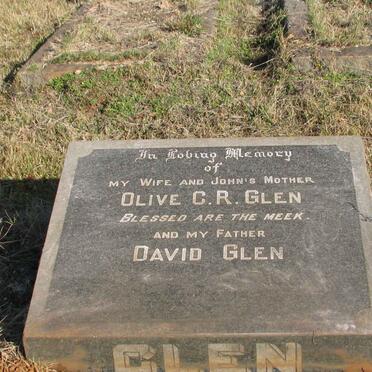 In Loving Memory
of
My Wife and John's Mother
Olive C.R. Glen
Blessed are the meek.
and my Father
David Glen
GLEN